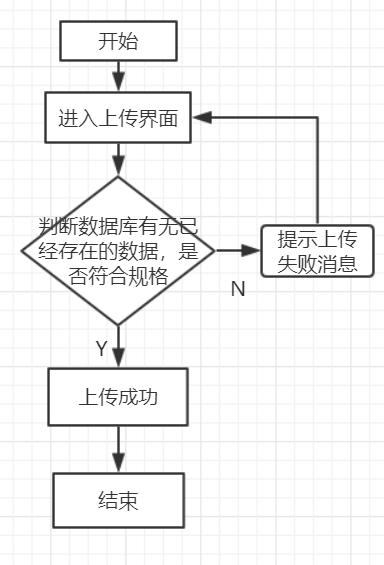 开始
进入上传界面
判断数据库有无已
经存在的数据，是
否符合规格
提示上传
失败消息
N
Y
上传成功
结束